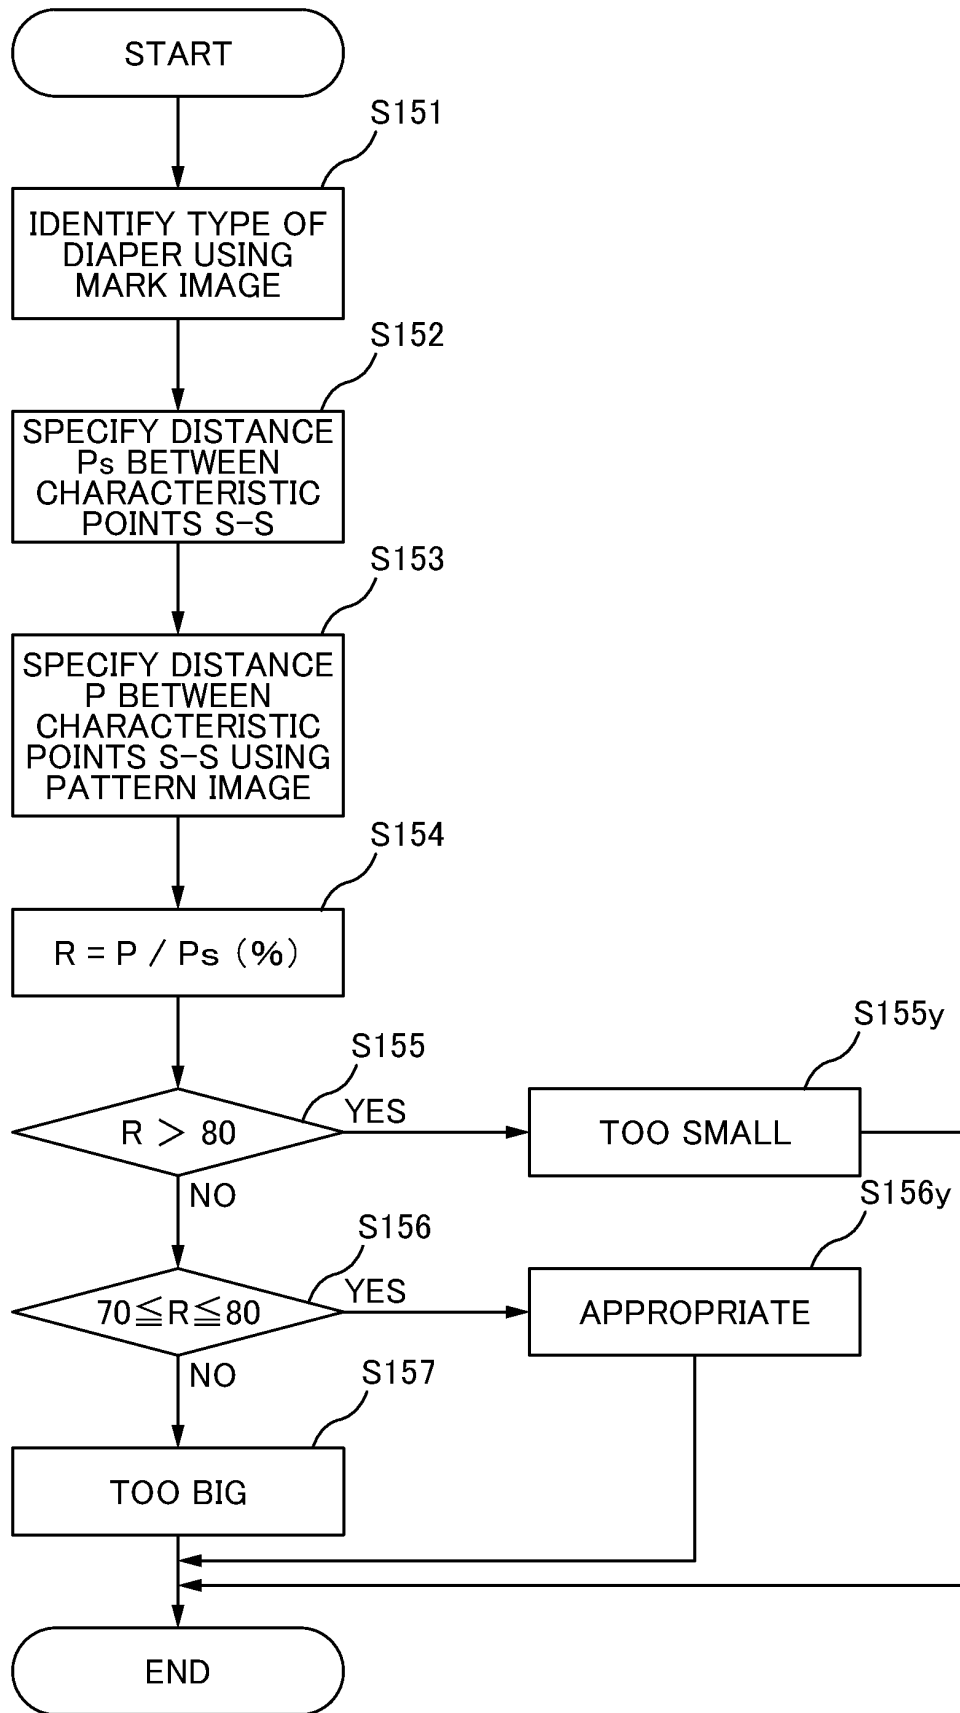 START
S151
IDENTIFY TYPE OF
DIAPER USING
MARK IMAGE
S152
SPECIFY DISTANCE
Ps BETWEEN
CHARACTERISTIC
POINTS S-S
S153
SPECIFY DISTANCE
P BETWEEN
CHARACTERISTIC
POINTS S-S USING
PATTERN IMAGE
S154
R = P / Ps (%)
S155
R > 80
YES
S155y
TOO SMALL
NO
S156
70≦R≦80
YES
S156y
APPROPRIATE
NO
S157
TOO BIG
END